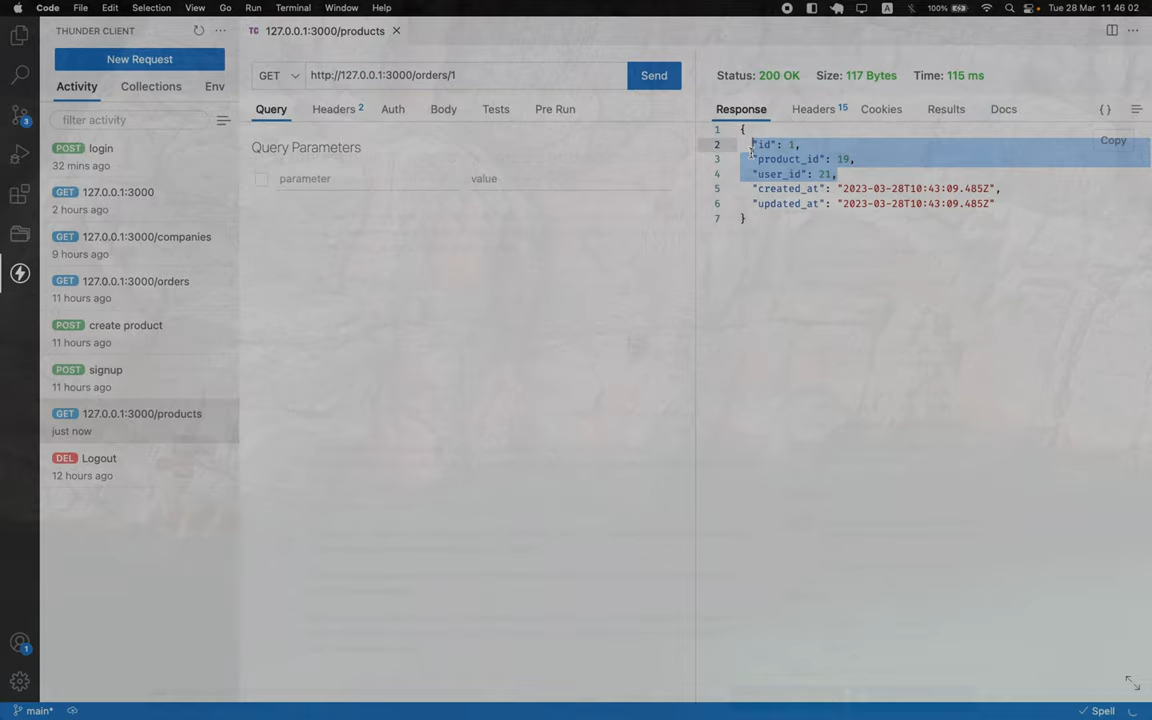 Code File Edit Selection View Go Run Terminal Window Help A 100% Tue 28 Mar 11 46 02
THUNDER CLIENT
New Request
Activity Collections Env
filter activity
POST login
32 mins ago
GET 127.0.0.1:3000
2 hours ago
GET 127.0.0.1:3000/companies
9 hours ago
GET 127.0.0.1:3000/orders
11 hours ago
POST create product
11 hours ago
POST signup
11 hours ago
GET 127.0.0.1:3000/products
just now
DEL Logout
12 hours ago
3
1
TC 127.0.0.1:3000/products
GET http://127.0.0.1:3000/orders/1 Send
Query Headers 2 Auth Body Tests Pre Run
Query Parameters
parameter value
Status: 200 OK Size: 117 Bytes Time: 115 ms
Response Headers 15 Cookies Results Docs {}
Copy
1 {
2 "id": 1,
3 "product_id": 19,
4 "user_id": 21,
5 "created_at": "2023-03-28T10:43:09.485Z",
6 "updated_at": "2023-03-28T10:43:09.485Z"
7 }
main* Spell